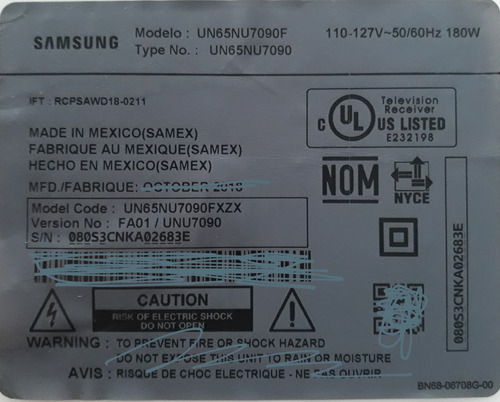 SAMSUNG
Modelo : UN65NU7090F 110-127V~50/60Hz 180W
Type No. : UN65NU7090
IFT : RCPSAWD18-0211
MADE IN MEXICO(SAMEX)
FABRIQUE AU MEXIQUE(SAMEX)
HECHO EN MEXICO(SAMEX)
MFD./FABRIQUE: OCTOBER 2018
Model Code : UN65NU7090FXZX
Version No : FA01 / UNU7090
S/N : 080S3CNKA02683E
Television
Receiver
C UL US LISTED
E232198
NOM
NYCE
080S3CNKA02683E
CAUTION
RISK OF ELECTRIC SHOCK
DO NOT OPEN
WARNING : TO PREVENT FIRE OR SHOCK HAZARD
DO NOT EXPOSE THIS UNIT TO RAIN OR MOISTURE
AVIS : RISQUE DE CHOC ELECTRIQUE - NE PAS OUVRIR
BN68-06708G-00